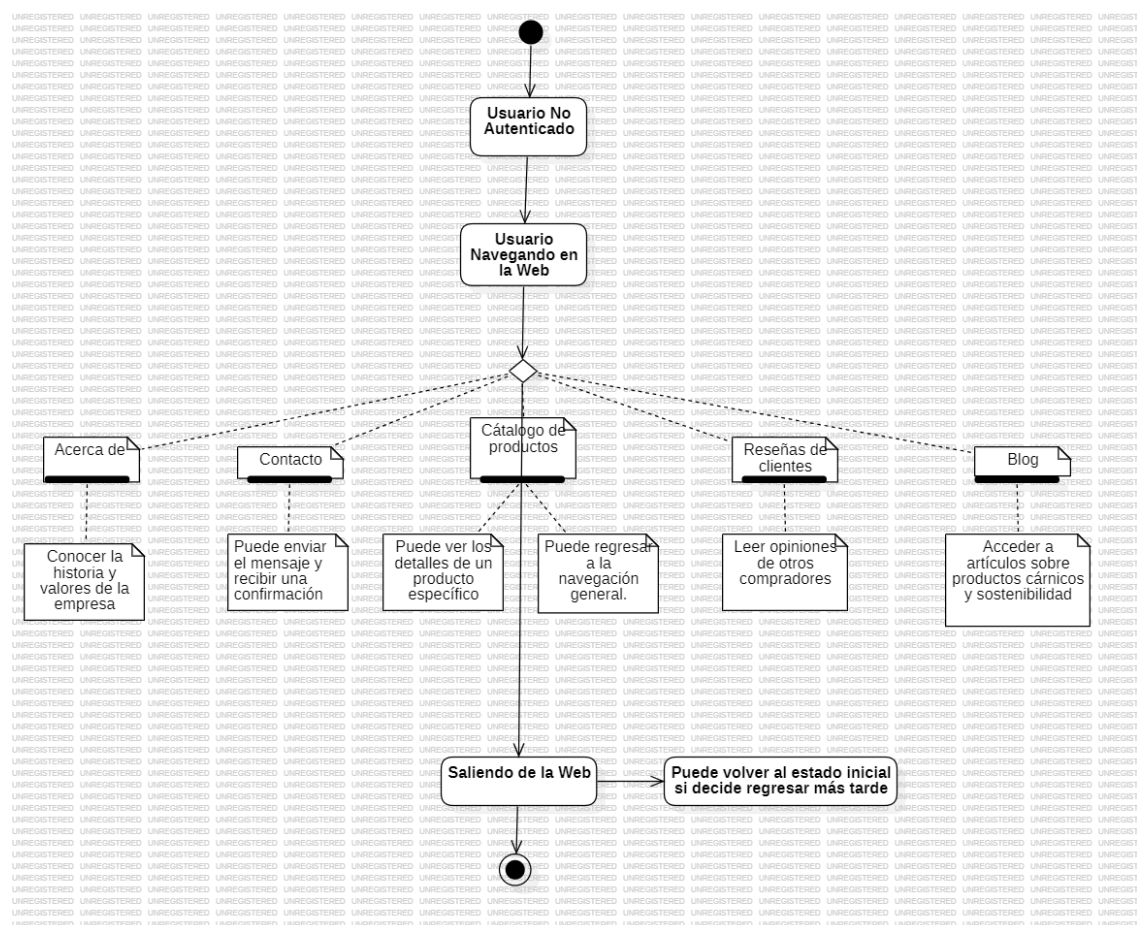 Usuario No
Autenticado
Usuario
Navegando en
la Web
Acerca de
Contacto
Cátalogo de
productos
Reseñas de
clientes
Blog
Conocer la
historia y
valores de la
empresa
Puede enviar
el mensaje y
recibir una
confirmación
Puede ver los
detalles de un
producto
específico
Puede regresar
a la
navegación
general.
Leer opiniones
de otros
compradores
Acceder a
artículos sobre
productos cárnicos
y sostenibilidad
Saliendo de la Web
Puede volver al estado inicial
si decide regresar más tarde
UNREGISTERED